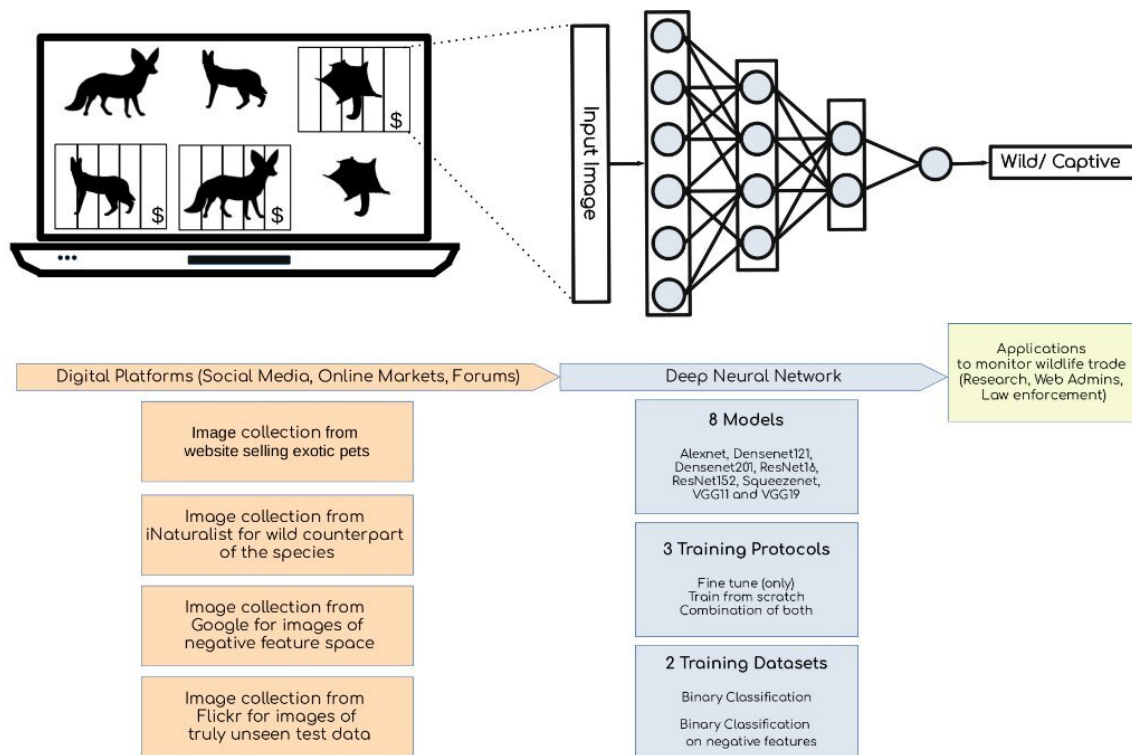 $
$
$
Input Image
Wild/ Captive
Digital Platforms (Social Media, Online Markets, Forums)
Deep Neural Network
Applications
to monitor wildlife trade
(Research, Web Admins,
Law enforcement)
Image collection from
website selling exotic pets
Image collection from
iNaturalist for wild counterpart
of the species
Image collection from
Google for images of
negative feature space
Image collection from
Flickr for images of
truly unseen test data
8 Models
Alexnet, Densenet121,
Densenet201, ResNet16,
ResNet152, Squeezenet,
VGG11 and VGG19
3 Training Protocols
Fine tune (only)
Train from scratch
Combination of both
2 Training Datasets
Binary Classification
Binary Classification
on negative features